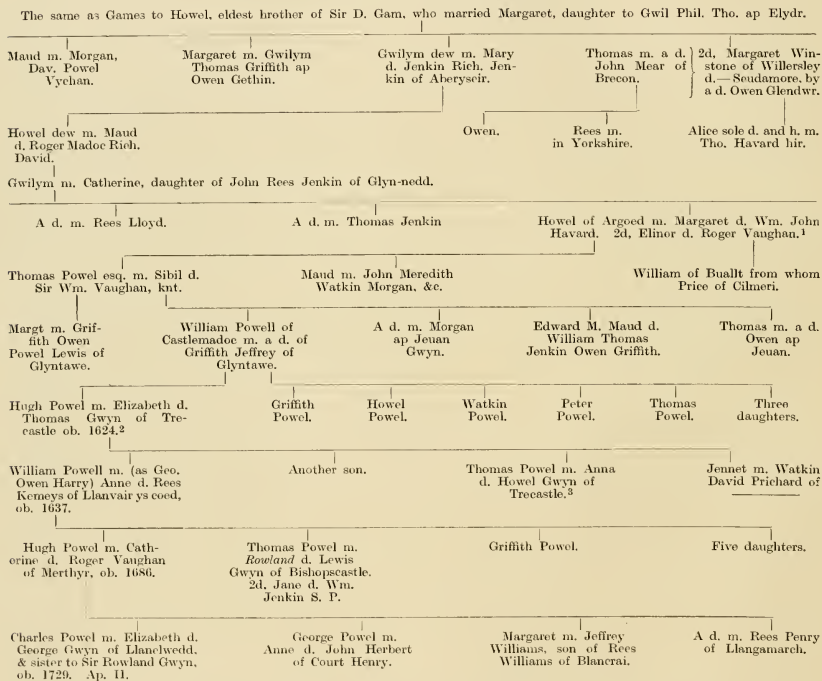 The same as Games to Howel, eldest brother of Sir D. Gam, who married Margaret, daughter to Gwil Phil. Tho. ap Elydr.
Maud m. Morgan,
Dav. Powel
Vychan.
Margaret m. Gwilym
Thomas Griffith ap
Owen Gethin.
Gwilym dew m. Mary
d. Jenkin Rich. Jen-
kin of Aberyscir.
Thomas m. a d.
John Mear of
Brecon.
2d, Margaret Win-
stone of Willersley
d.—Scudamore, by
a d. Owen Glendwr.
Howel dew m. Maud
d. Roger Madoc Rich.
David.
Owen.
Rees m.
in Yorkshire.
Alice sole d. and h. m.
Tho. Havard hir.
Gwilym m. Catherine, daughter of John Rees Jenkin of Glyn-nedd.
A d. m. Rees Lloyd.
A d. m. Thomas Jenkin
Howel of Argoed m. Margaret d. Wm. John
Havard. 2d, Elinor d. Roger Vaughan.¹
Thomas Powel esq. m. Sibil d.
Sir Wm. Vaughan, knt.
Maud m. John Meredith
Watkin Morgan, &c.
William of Buallt from whom
Price of Cilmeri.
Margt m. Grif-
fith Owen
Powel Lewis of
Glyntawe.
William Powell of
Castlemadoc m. a d. of
Griffith Jeffrey of
Glyntawe.
A d. m. Morgan
ap Jeuan
Gwyn.
Edward M. Maud d.
William Thomas
Jenkin Owen Griffith.
Thomas m. a d.
Owen ap
Jeuan.
Hugh Powel m. Elizabeth d.
Thomas Gwyn of Tre-
castle ob. 1624.²
Griffith
Powel.
Howel
Powel.
Watkin
Powel.
Peter
Powel.
Thomas
Powel.
Three
daughters.
William Powell m. (as Geo.
Owen Harry) Anne d. Rees
Kemeys of Llanvair ys coed,
ob. 1637.
Another son.
Thomas Powel m. Anna
d. Howel Gwyn of
Trecastle.³
Jennet m. Watkin
David Prichard of
Hugh Powel m. Cath-
erine d. Roger Vaughan
of Merthyr, ob. 1686.
Thomas Powel m.
Rowland d. Lewis
Gwyn of Bishopscastle.
2d, Jane d. Wm.
Jenkin S. P.
Griffith Powel.
Five daughters.
Charles Powel m. Elizabeth d.
George Gwyn of Llanelwedd.
& sister to Sir Rowland Gwyn,
ob. 1729. Ap. II.
George Powel m.
Anne d. John Herbert
of Court Henry.
Margaret m. Jeffrey
Williams, son of Rees
Williams of Blancrai.
A d. m. Rees Penry
of Llangamarch.